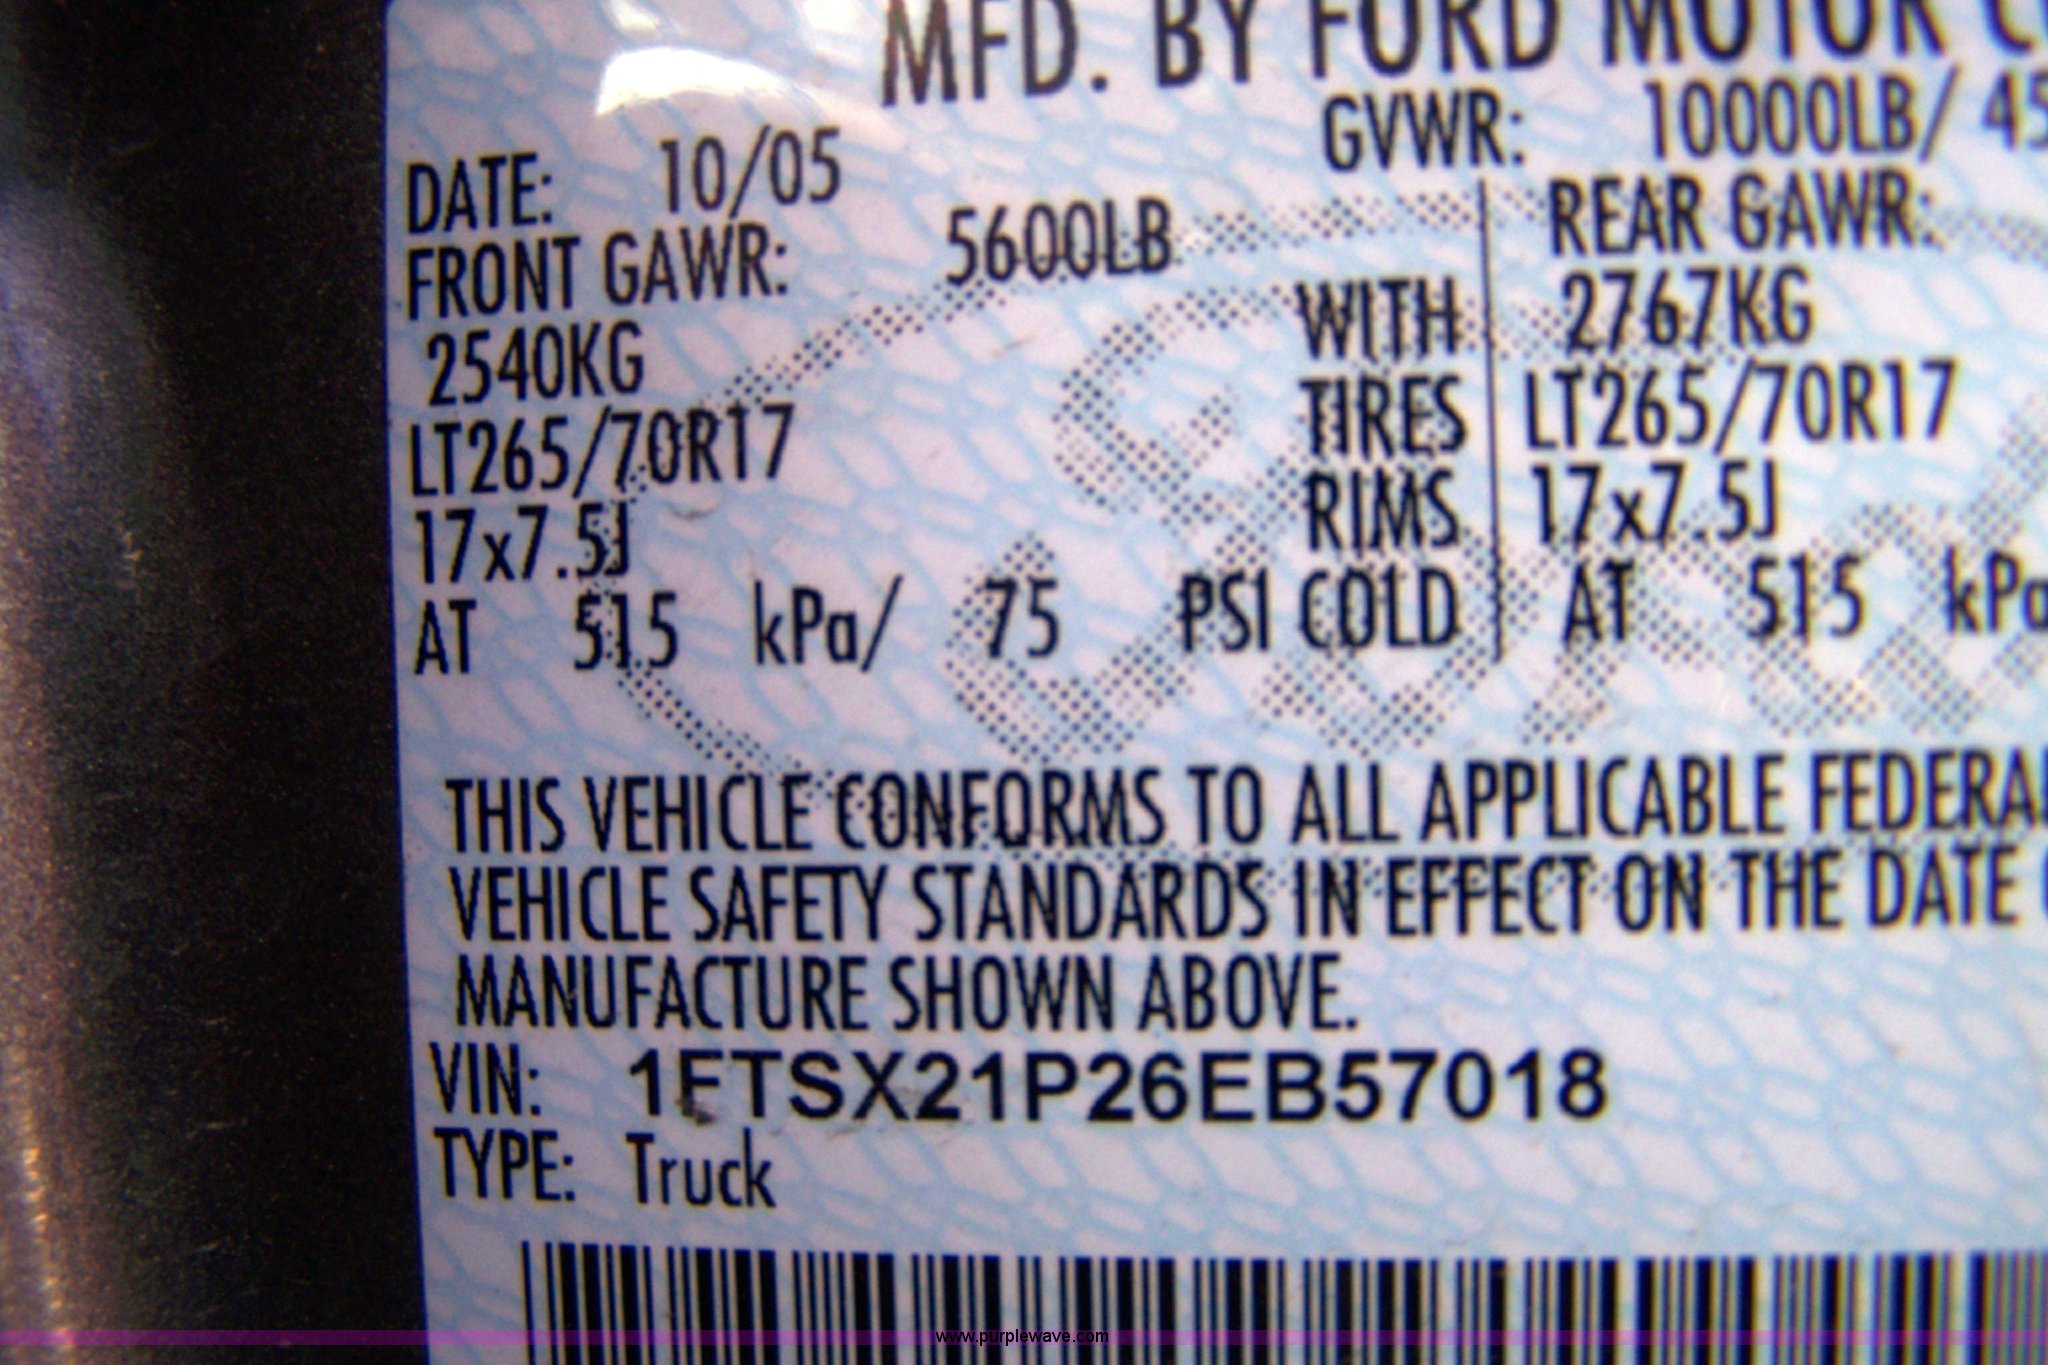 MFD. BY FORD MOTOR C
GVWR: 10000LB/ 45
DATE: 10/05
FRONT GAWR: 5600LB
REAR GAWR:
2540KG
WITH
2767KG
LT265/70R17
TIRES
LT265/70R17
17x7.5J
RIMS
17x7.5J
AT 515 kPa/ 75 PSI COLD
AT 515 kPa
THIS VEHICLE CONFORMS TO ALL APPLICABLE FEDERAL
VEHICLE SAFETY STANDARDS IN EFFECT ON THE DATE
MANUFACTURE SHOWN ABOVE.
VIN: 1FTSX21P26EB57018
TYPE: Truck
www.purplewave.com